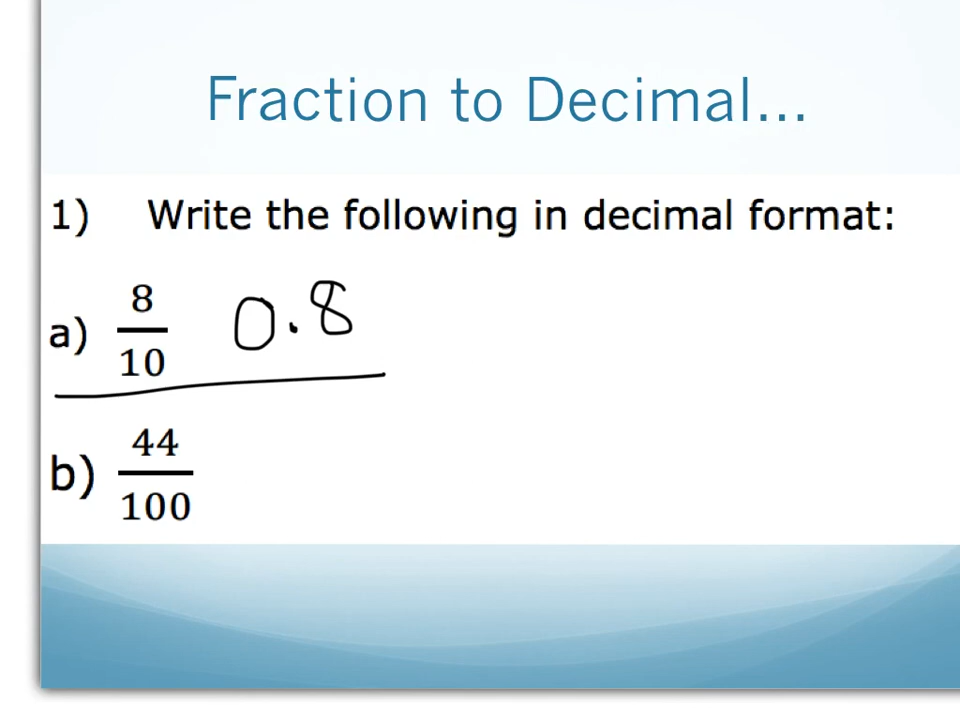 Fraction to Decimal...
1) Write the following in decimal format:
a) 8/10 0.8
b) 44/100